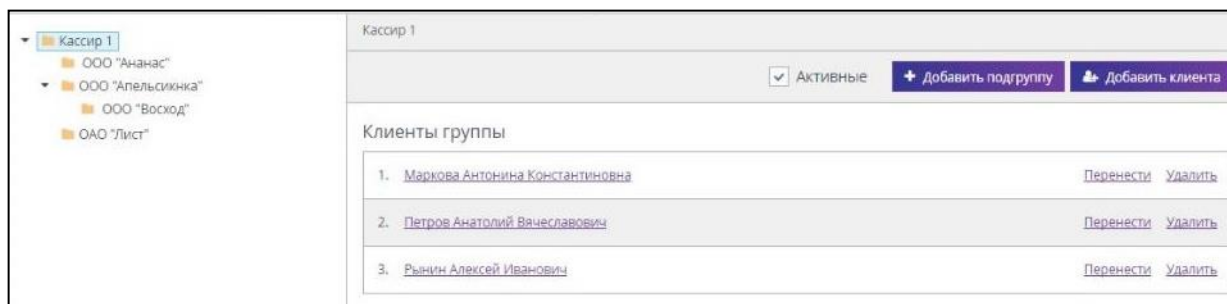 Кассир 1
ООО "Ананас"
ООО "Апельсикнка"
ООО "Восход"
ОАО "Лист"
Кассир 1
Активные
+ Добавить подгруппу
Добавить клиента
Клиенты группы
1. Маркова Антонина Константиновна Перенести Удалить
2. Петров Анатолий Вячеславович Перенести Удалить
3. Рынин Алексей Иванович Перенести Удалить